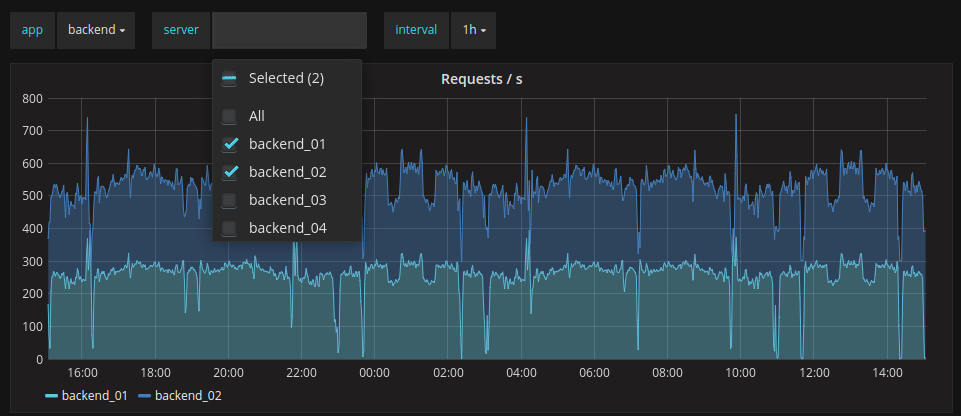 app backend server interval 1h
Requests / s
Selected (2)
All
backend_01
backend_02
backend_03
backend_04
800
700
600
500
400
300
200
100
0
16:00 18:00 20:00 22:00 00:00 02:00 04:00 06:00 08:00 10:00 12:00 14:00
backend_01 backend_02